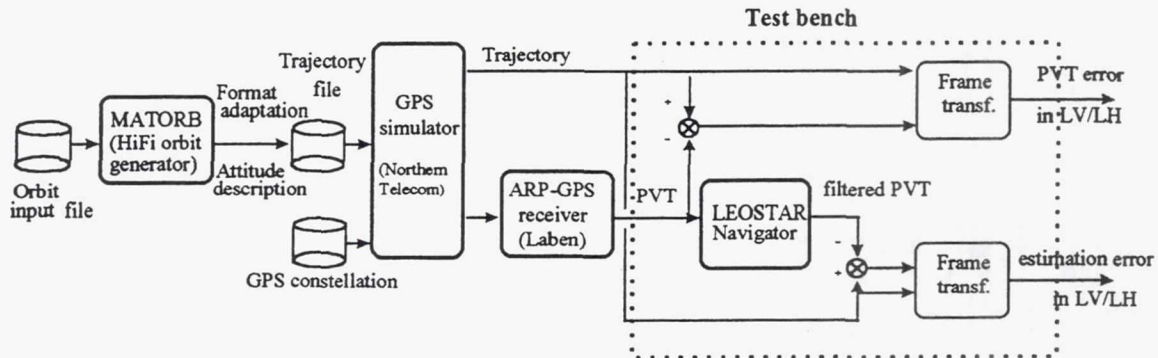 Test bench
Trajectory
file
Format
adaptation
MATORB
(HiFi orbit
generator)
Attitude
description
Orbit
input file
GPS
simulator
(Northern
Telecom)
GPS constellation
Trajectory
ARP-GPS
receiver
(Laben)
PVT
+
-
LEOSTAR
Navigator
filtered PVT
-
+
Frame
transf.
PVT error
in LV/LH
Frame
transf.
estimation error
in LV/LH